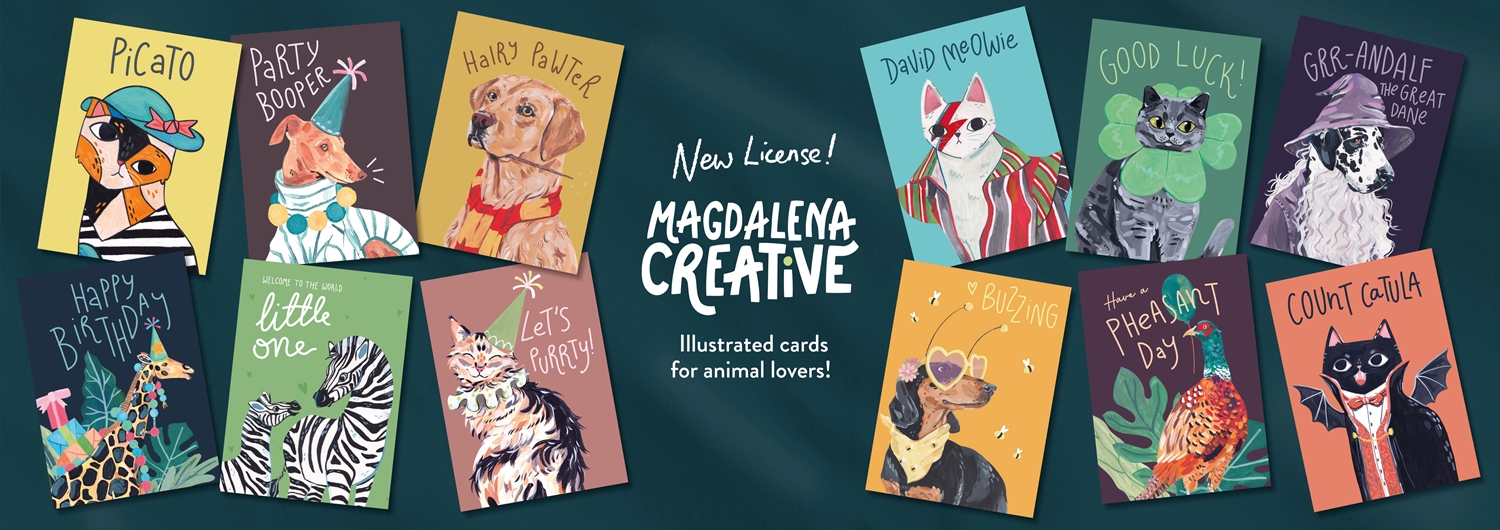 PiCaTO
PaRTY
BOOPER
HaIRY PaWTeR
DaViD MeOWie
GOOD LUCK!
GRR-ANDALF
THe GReaT
DaNe
New License!
MAGDALENA
CREATiVE
Illustrated cards
for animal lovers!
HaPPY
BiRTHDAY
WELCOME TO THE WORLD
little
one
LeT'S
PURRTY!
BUZZING
Have a
PHeASANT
Day
COUNT CaTULA